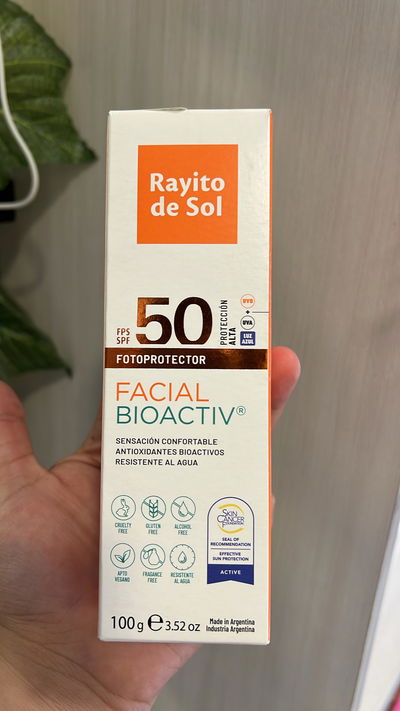 Rayito
de Sol
FPS
SPF
50
PROTECCIÓN
ALTA
UVB
+
UVA
LUZ
AZUL
FOTOPROTECTOR
FACIAL
BIOACTIV®
SENSACIÓN CONFORTABLE
ANTIOXIDANTES BIOACTIVOS
RESISTENTE AL AGUA
CRUELTY
FREE
GLUTEN
FREE
ALCOHOL
FREE
APTO
VEGANO
FRAGANCE
FREE
RESISTENTE
AL AGUA
SKIN
CANCER
FOUNDATION
SEAL OF
RECOMMENDATION
EFFECTIVE
SUN PROTECTION
ACTIVE
100 g ℮ 3.52 oz
Made in Argentina
Industria Argentina